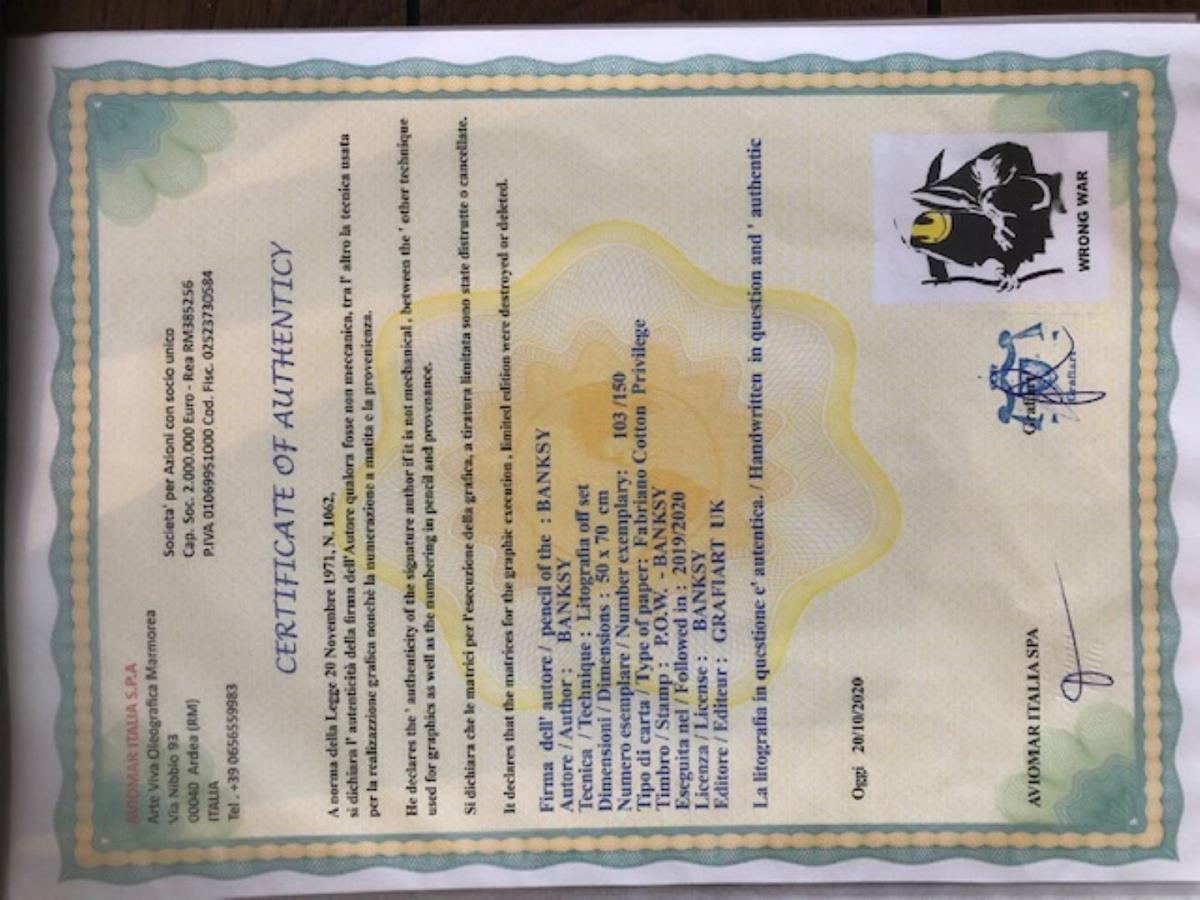 AVIOMAR ITALIA S.P.A
Arte Viva Oleografica Marmorea
Via Nibbio 93
00040 Ardea (RM)
ITALIA
Tel . +39 0656559983
Societa' per Azioni con socio unico
Cap. Soc. 2.000.000 Euro - Rea RM385256
P.IVA 01069951000 Cod. Fisc. 02523730584
CERTIFICATE OF AUTHENTICY
A norma della Legge 20 Novembre 1971, N. 1062,
si dichiara l' autenticità della firma dell'Autore qualora fosse non meccanica, tra l' altro la tecnica usata
per la realizazzione grafica nonchè la numerazione a matita e la provenienza.
He declares the ' authenticity of the signature author if it is not mechanical , between the ' other technique
used for graphics as well as the numbering in pencil and provenance.
Si dichiara che le matrici per l'esecuzione della grafica, a tiratura limitata sono state distrutte o cancellate.
It declares that the matrices for the graphic execution , limited edition were destroyed or deleted.
Firma dell' autore / pencil of the : BANKSY
Autore / Author : BANKSY
Tecnica / Technique : Litografia off set
Dimensioni / Dimensions : 50 x 70 cm
Numero esemplare / Number exemplary: 103 /150
Tipo di carta / Type of paper: Fabriano Cotton Privilege
Timbro / Stamp : P.O.W. - BANKSY
Eseguita nel / Followed in : 2019/2020
Licenza / License : BANKSY
Editore / Editeur : GRAFIART UK
La litografia in questione e' autentica. / Handwritten in question and ' authentic
Oggi 20/10/2020
AVIOMAR ITALIA SPA
WRONG WAR